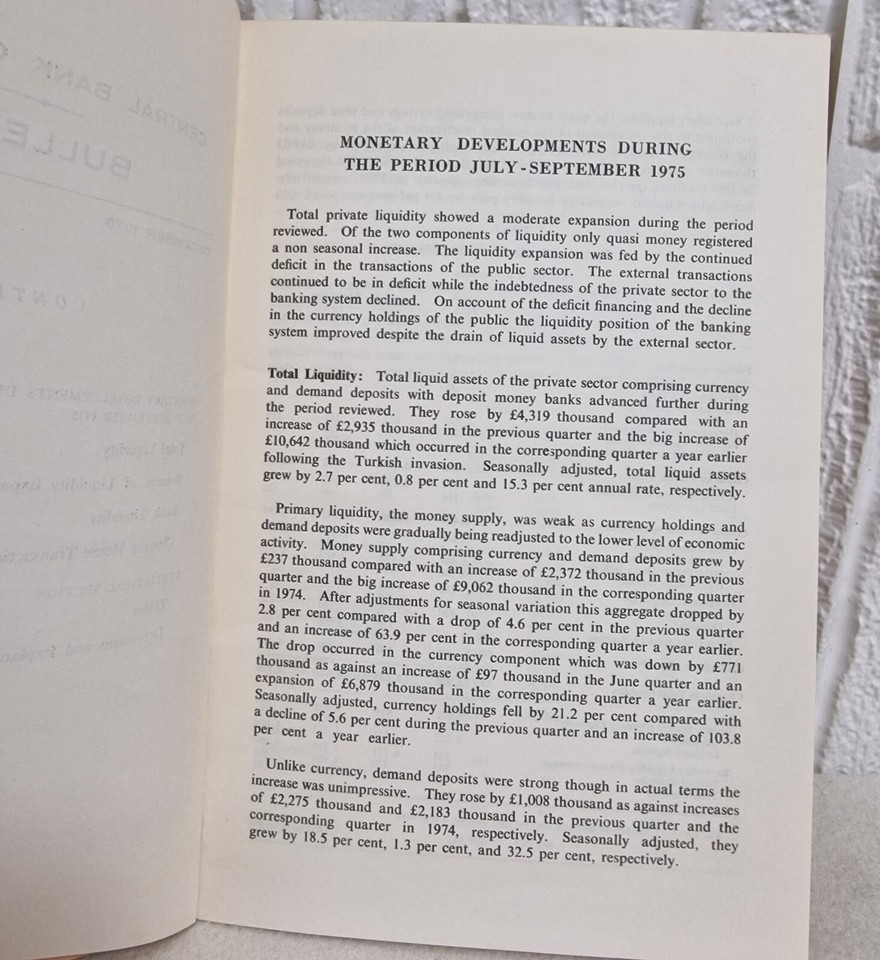 MONETARY DEVELOPMENTS DURING
THE PERIOD JULY-SEPTEMBER 1975
Total private liquidity showed a moderate expansion during the period
reviewed. Of the two components of liquidity only quasi money registered
a non seasonal increase. The liquidity expansion was fed by the continued
deficit in the transactions of the public sector. The external transactions
continued to be in deficit while the indebtedness of the private sector to the
banking system declined. On account of the deficit financing and the decline
in the currency holdings of the public the liquidity position of the banking
system improved despite the drain of liquid assets by the external sector.
Total Liquidity: Total liquid assets of the private sector comprising currency
and demand deposits with deposit money banks advanced further during
the period reviewed. They rose by £4,319 thousand compared with an
increase of £2,935 thousand in the previous quarter and the big increase of
£10,642 thousand which occurred in the corresponding quarter a year earlier
following the Turkish invasion. Seasonally adjusted, total liquid assets
grew by 2.7 per cent, 0.8 per cent and 15.3 per cent annual rate, respectively.
Primary liquidity, the money supply, was weak as currency holdings and
demand deposits were gradually being readjusted to the lower level of economic
activity. Money supply comprising currency and demand deposits grew by
£237 thousand compared with an increase of £2,372 thousand in the previous
quarter and the big increase of £9,062 thousand in the corresponding quarter
in 1974. After adjustments for seasonal variation this aggregate dropped by
2.8 per cent compared with a drop of 4.6 per cent in the previous quarter
and an increase of 63.9 per cent in the corresponding quarter a year earlier.
The drop occurred in the currency component which was down by £771
thousand as against an increase of £97 thousand in the June quarter and an
expansion of £6,879 thousand in the corresponding quarter a year earlier.
Seasonally adjusted, currency holdings fell by 21.2 per cent compared with
a decline of 5.6 per cent during the previous quarter and an increase of 103.8
per cent a year earlier.
Unlike currency, demand deposits were strong though in actual terms the
increase was unimpressive. They rose by £1,008 thousand as against increases
of £2,275 thousand and £2,183 thousand in the previous quarter and the
corresponding quarter in 1974, respectively. Seasonally adjusted, they
grew by 18.5 per cent, 1.3 per cent, and 32.5 per cent, respectively.